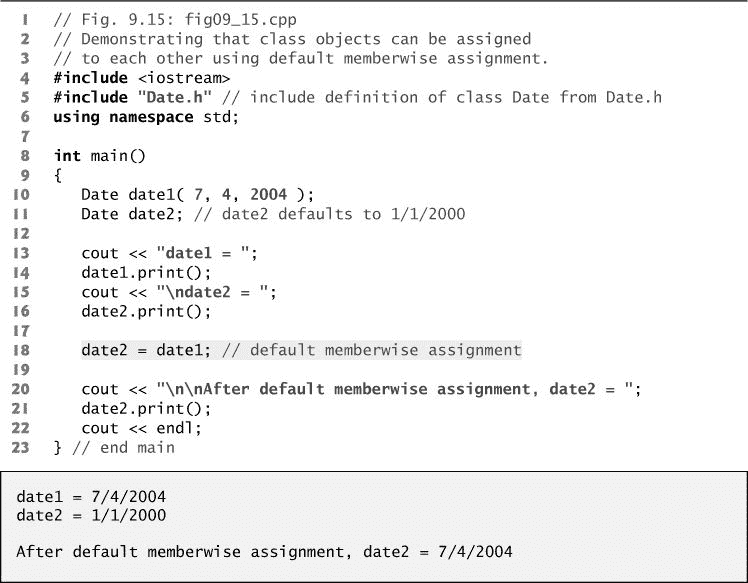 1 // Fig. 9.15: fig09_15.cpp
2 // Demonstrating that class objects can be assigned
3 // to each other using default memberwise assignment.
4 #include <iostream>
5 #include "Date.h" // include definition of class Date from Date.h
6 using namespace std;
7
8 int main()
9 {
10 Date date1( 7, 4, 2004 );
11 Date date2; // date2 defaults to 1/1/2000
12
13 cout << "date1 = ";
14 date1.print();
15 cout << "\ndate2 = ";
16 date2.print();
17
18 date2 = date1; // default memberwise assignment
19
20 cout << "\n\nAfter default memberwise assignment, date2 = ";
21 date2.print();
22 cout << endl;
23 } // end main
date1 = 7/4/2004
date2 = 1/1/2000
After default memberwise assignment, date2 = 7/4/2004